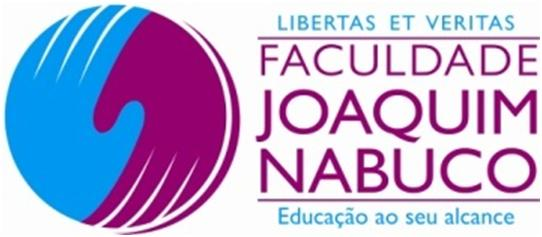 LIBERTAS ET VERITAS
FACULDADE
JOAQUIM
NABUCO
Educação ao seu alcance